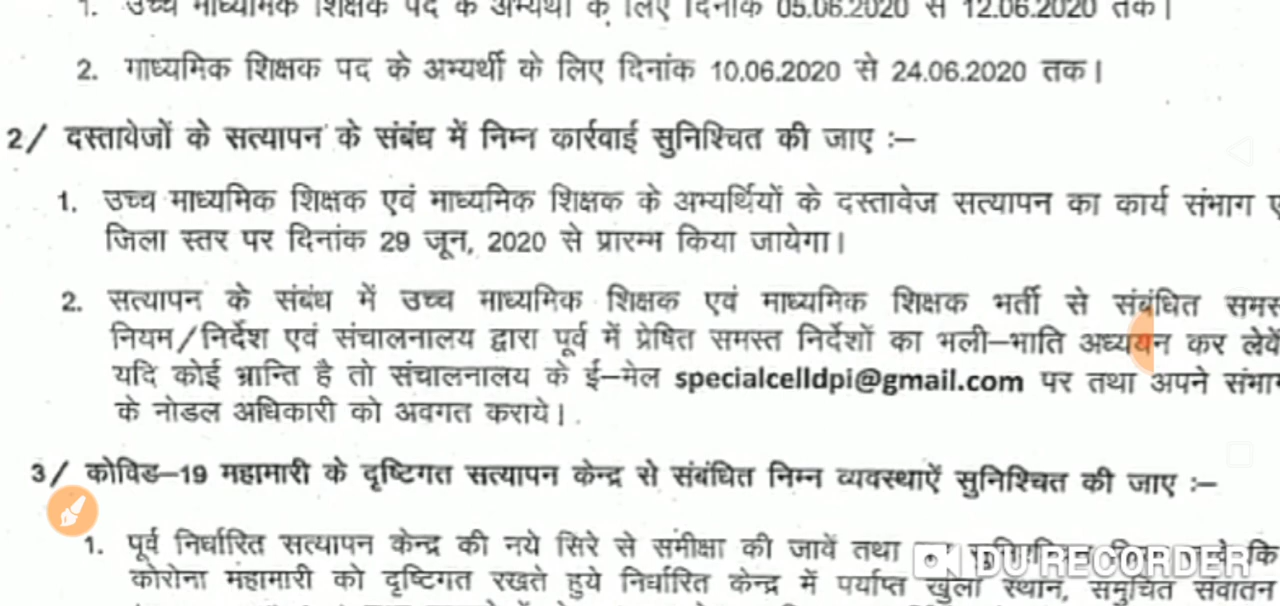 1. उच्च माध्यमिक शिक्षक पद के अभ्यर्थी के लिए दिनांक 05.06.2020 से 12.06.2020 तक।
2. माध्यमिक शिक्षक पद के अभ्यर्थी के लिए दिनांक 10.06.2020 से 24.06.2020 तक।
2/ दस्तावेजों के सत्यापन के संबंध में निम्न कार्रवाई सुनिश्चित की जाए :–
1. उच्च माध्यमिक शिक्षक एवं माध्यमिक शिक्षक के अभ्यर्थियों के दस्तावेज सत्यापन का कार्य संभाग
जिला स्तर पर दिनांक 29 जून, 2020 से प्रारम्भ किया जायेगा।
2. सत्यापन के संबंध में उच्च माध्यमिक शिक्षक एवं माध्यमिक शिक्षक भर्ती से संबंधित
नियम/निर्देश एवं संचालनालय द्वारा पूर्व में प्रेषित समस्त निर्देशों का भली–भाति अध्ययन कर लेवें
यदि कोई भ्रान्ति है तो संचालनालय के ई–मेल specialcelldpi@gmail.com पर तथा अपने
के नोडल अधिकारी को अवगत कराये।
3/ कोविड–19 महामारी के दृष्टिगत सत्यापन केन्द्र से संबंधित निम्न व्यवस्थाऐं सुनिश्चित की जाए :–
1. पूर्व निर्धारित सत्यापन केन्द्र की नये सिरे से समीक्षा की जावें तथा
DU RECORDER
कोरोना महामारी को दृष्टिगत रखते हुये निर्धारित केन्द्र में पर्याप्त खुला स्थान, समुचित